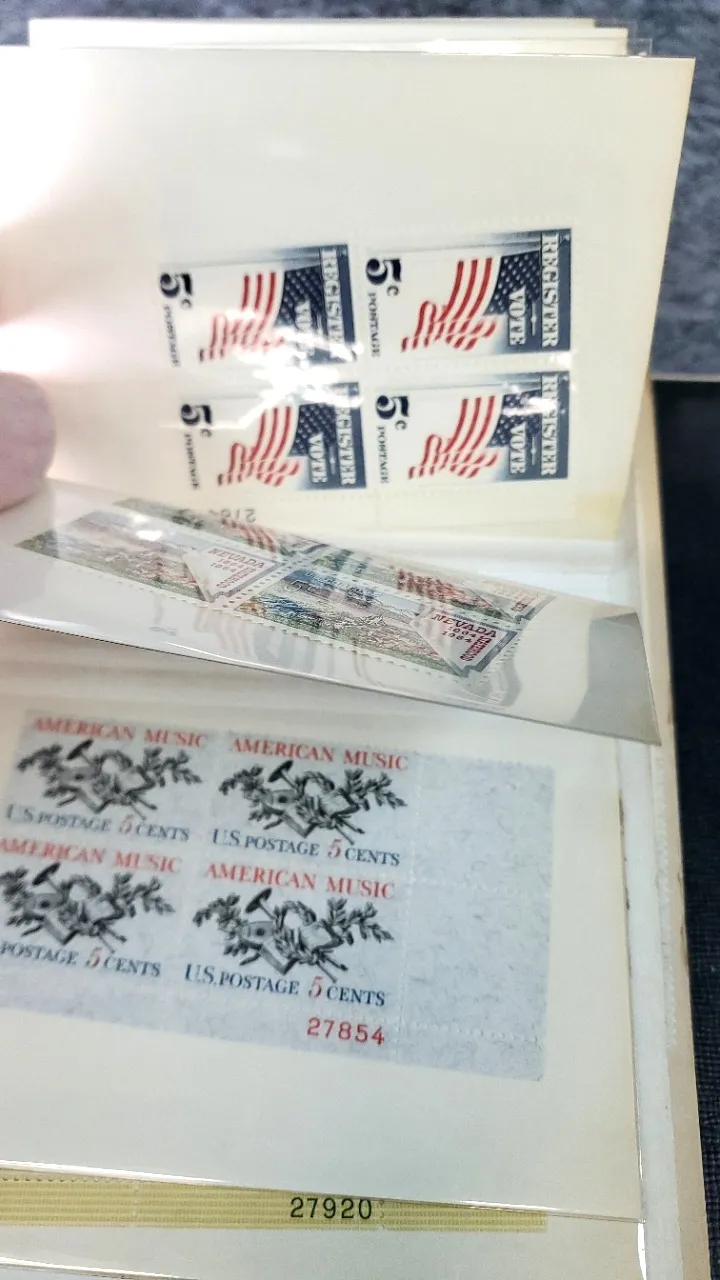 REGISTER
VOTE
5c
POSTAGE
REGISTER
VOTE
5c
POSTAGE
REGISTER
VOTE
5c
POSTAGE
REGISTER
VOTE
5c
POSTAGE
NEVADA
NEVADA
1964
AMERICAN MUSIC
U.S. POSTAGE 5 CENTS
AMERICAN MUSIC
U.S. POSTAGE 5 CENTS
AMERICAN MUSIC
POSTAGE 5 CENTS
AMERICAN MUSIC
U.S. POSTAGE 5 CENTS
27854
27920